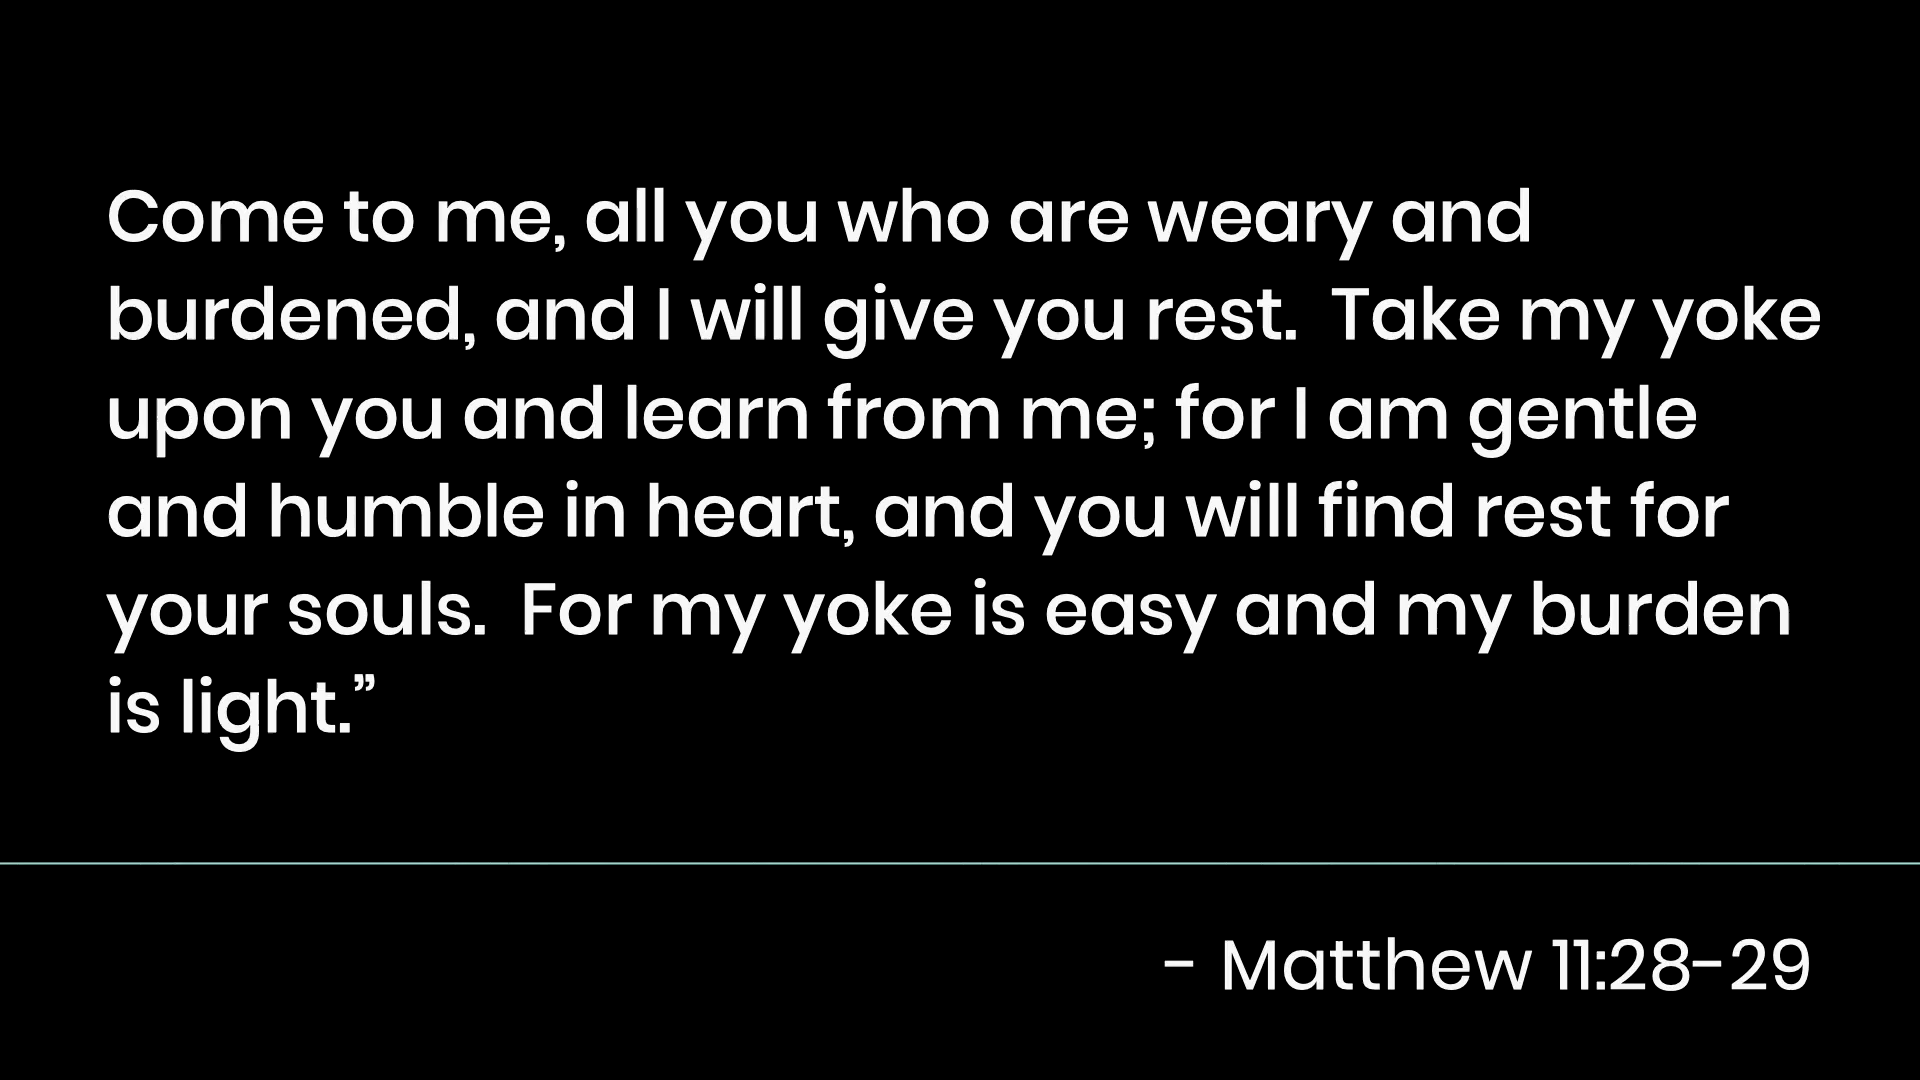 Come to me, all you who are weary and
burdened, and I will give you rest.  Take my yoke
upon you and learn from me; for I am gentle
and humble in heart, and you will find rest for
your souls.  For my yoke is easy and my burden
is light.”
- Matthew 11:28-29